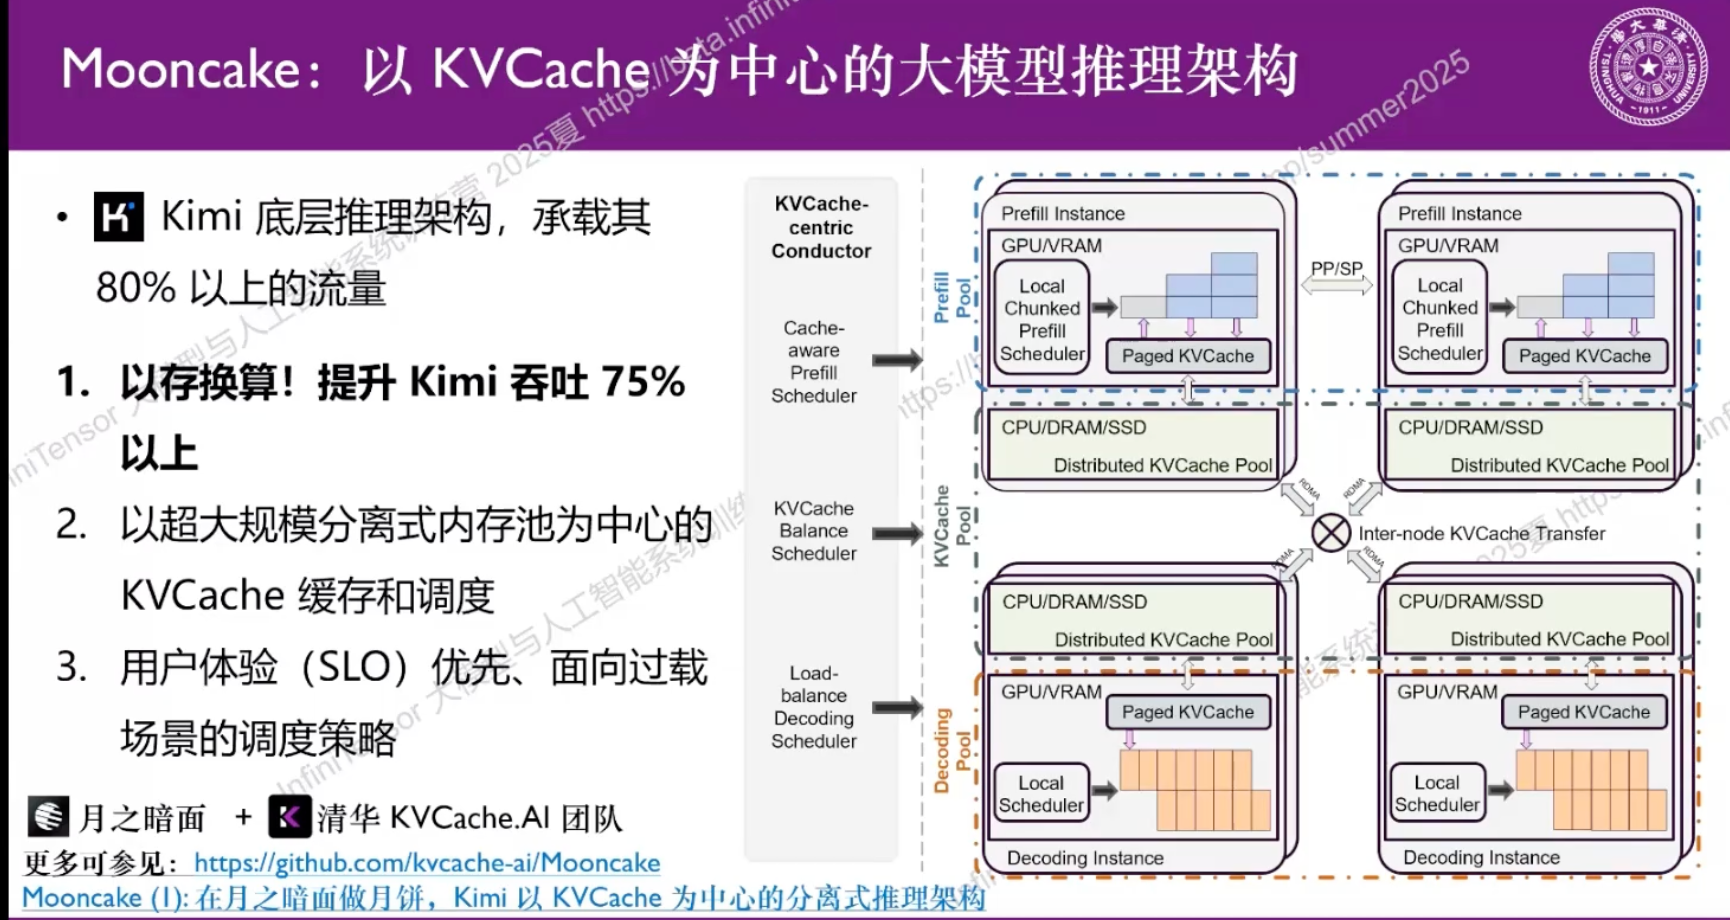 Mooncake：以 KVCache 为中心的大模型推理架构
TSINGHUA UNIVERSITY
1911
• Kimi 底层推理架构，承载其
80% 以上的流量
1. 以存换算！提升 Kimi 吞吐 75%
以上
2. 以超大规模分离式内存池为中心的
KVCache 缓存和调度
3. 用户体验（SLO）优先、面向过载
场景的调度策略
月之暗面 + 清华 KVCache.AI 团队
更多可参见：https://github.com/kvcache-ai/Mooncake
Mooncake (1): 在月之暗面做月饼，Kimi 以 KVCache 为中心的分离式推理架构
KVCache-
centric
Conductor
Cache-
aware
Prefill
Scheduler
KVCache
Balance
Scheduler
Load-
balance
Decoding
Scheduler
Prefill
Pool
KVCache
Pool
Decoding
Pool
Prefill Instance
GPU/VRAM
Local
Chunked
Prefill
Scheduler
Paged KVCache
CPU/DRAM/SSD
Distributed KVCache Pool
PP/SP
Prefill Instance
GPU/VRAM
Local
Chunked
Prefill
Scheduler
Paged KVCache
CPU/DRAM/SSD
Distributed KVCache Pool
RDMA
RDMA
Inter-node KVCache Transfer
RDMA
RDMA
CPU/DRAM/SSD
Distributed KVCache Pool
GPU/VRAM
Paged KVCache
Local
Scheduler
Decoding Instance
CPU/DRAM/SSD
Distributed KVCache Pool
GPU/VRAM
Paged KVCache
Local
Scheduler
Decoding Instance